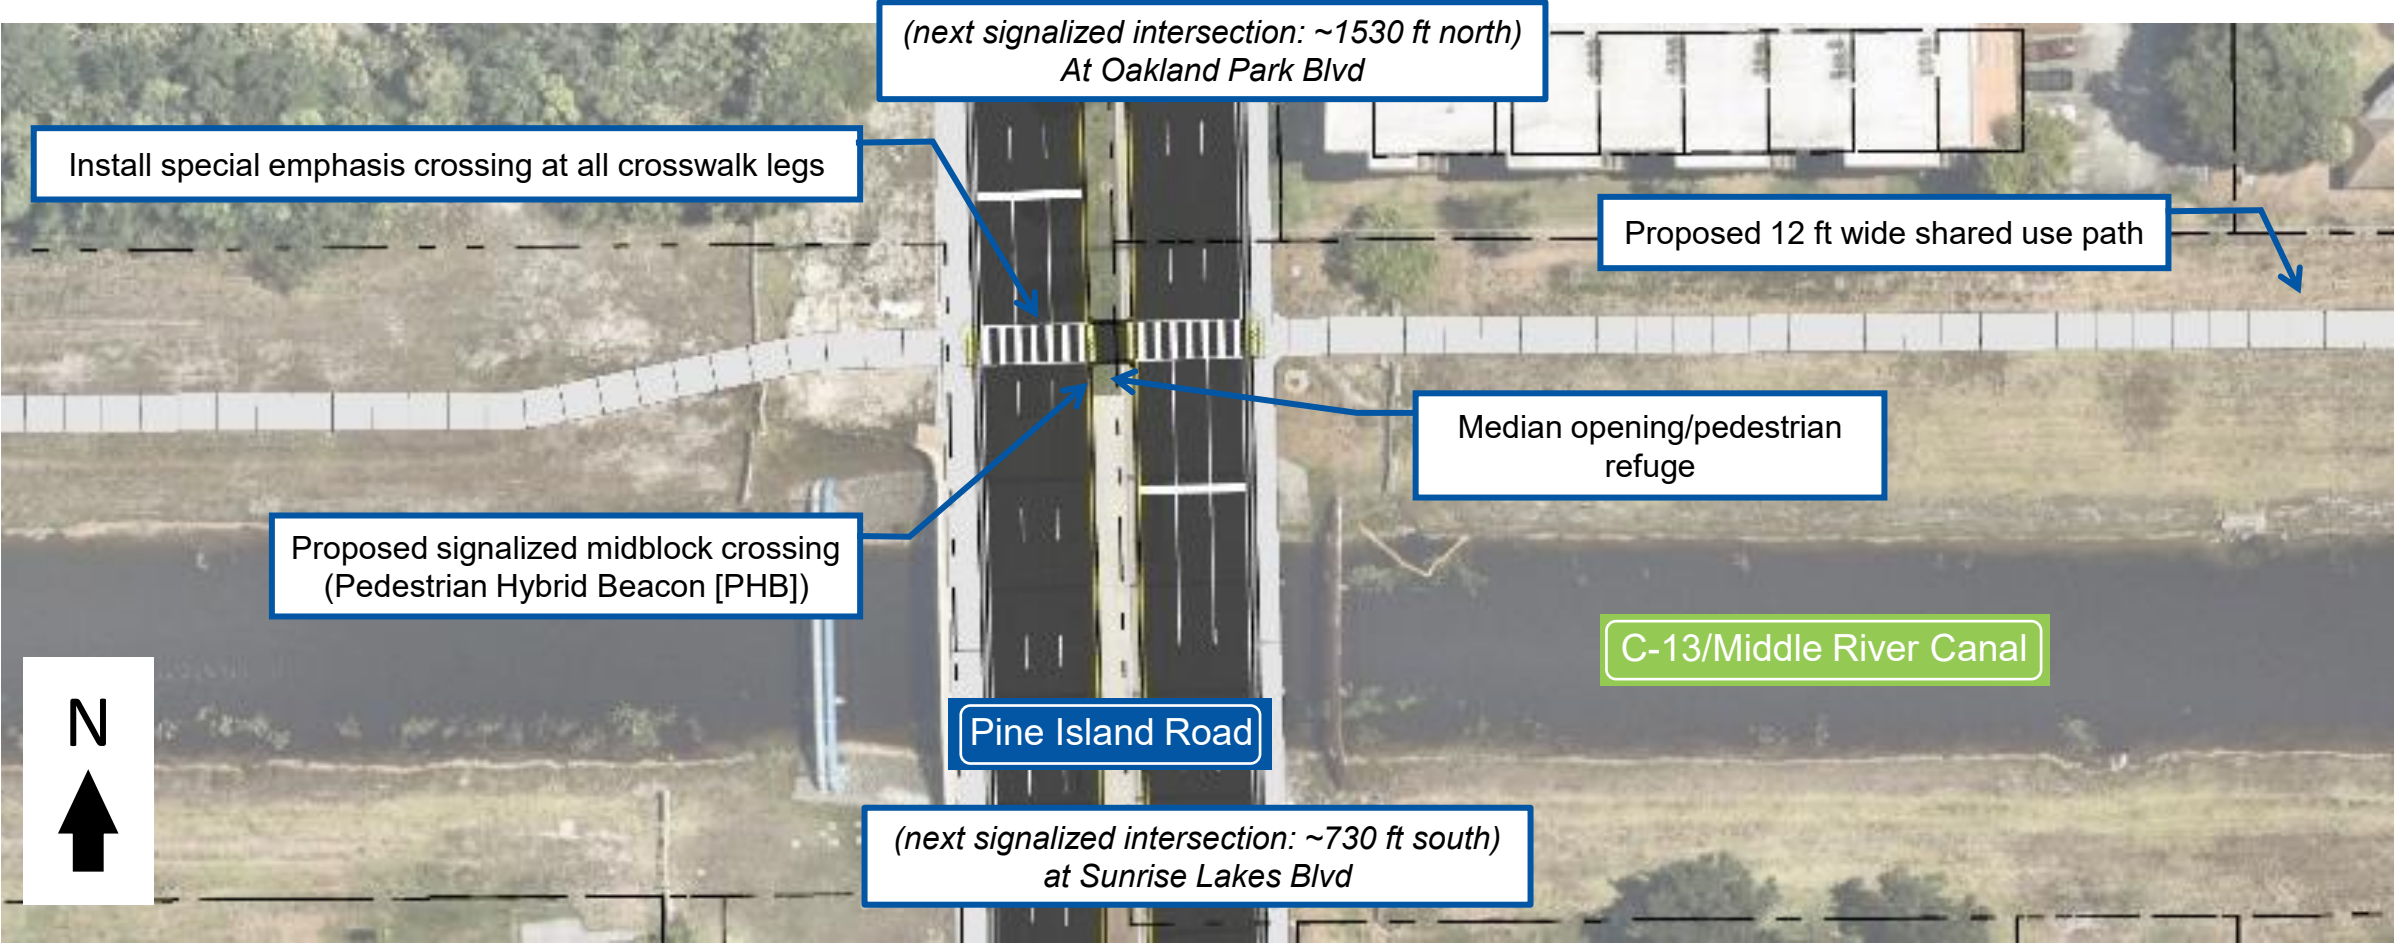 (next signalized intersection: ~1530 ft north)
At Oakland Park Blvd
Install special emphasis crossing at all crosswalk legs
Proposed 12 ft wide shared use path
Median opening/pedestrian
refuge
Proposed signalized midblock crossing
(Pedestrian Hybrid Beacon [PHB])
C-13/Middle River Canal
N
Pine Island Road
(next signalized intersection: ~730 ft south)
at Sunrise Lakes Blvd